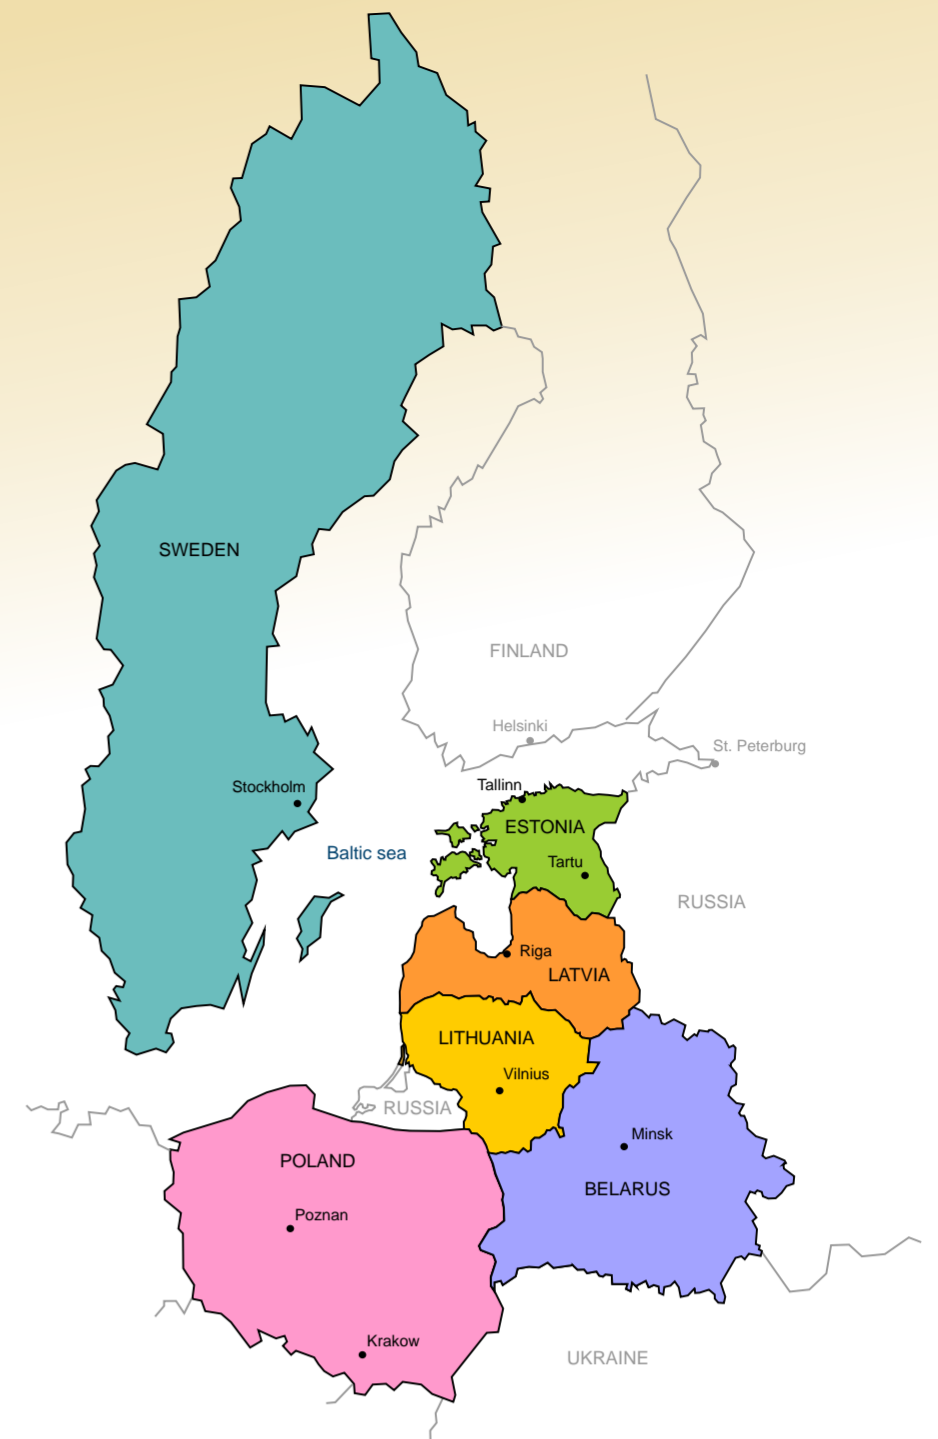 SWEDEN
FINLAND
Helsinki
St. Petersburg
Tallinn
Stockholm
ESTONIA
Baltic sea
Tartu
RUSSIA
Riga
LATVIA
LITHUANIA
Vilnius
RUSSIA
Minsk
POLAND
BELARUS
Poznan
Krakow
UKRAINE